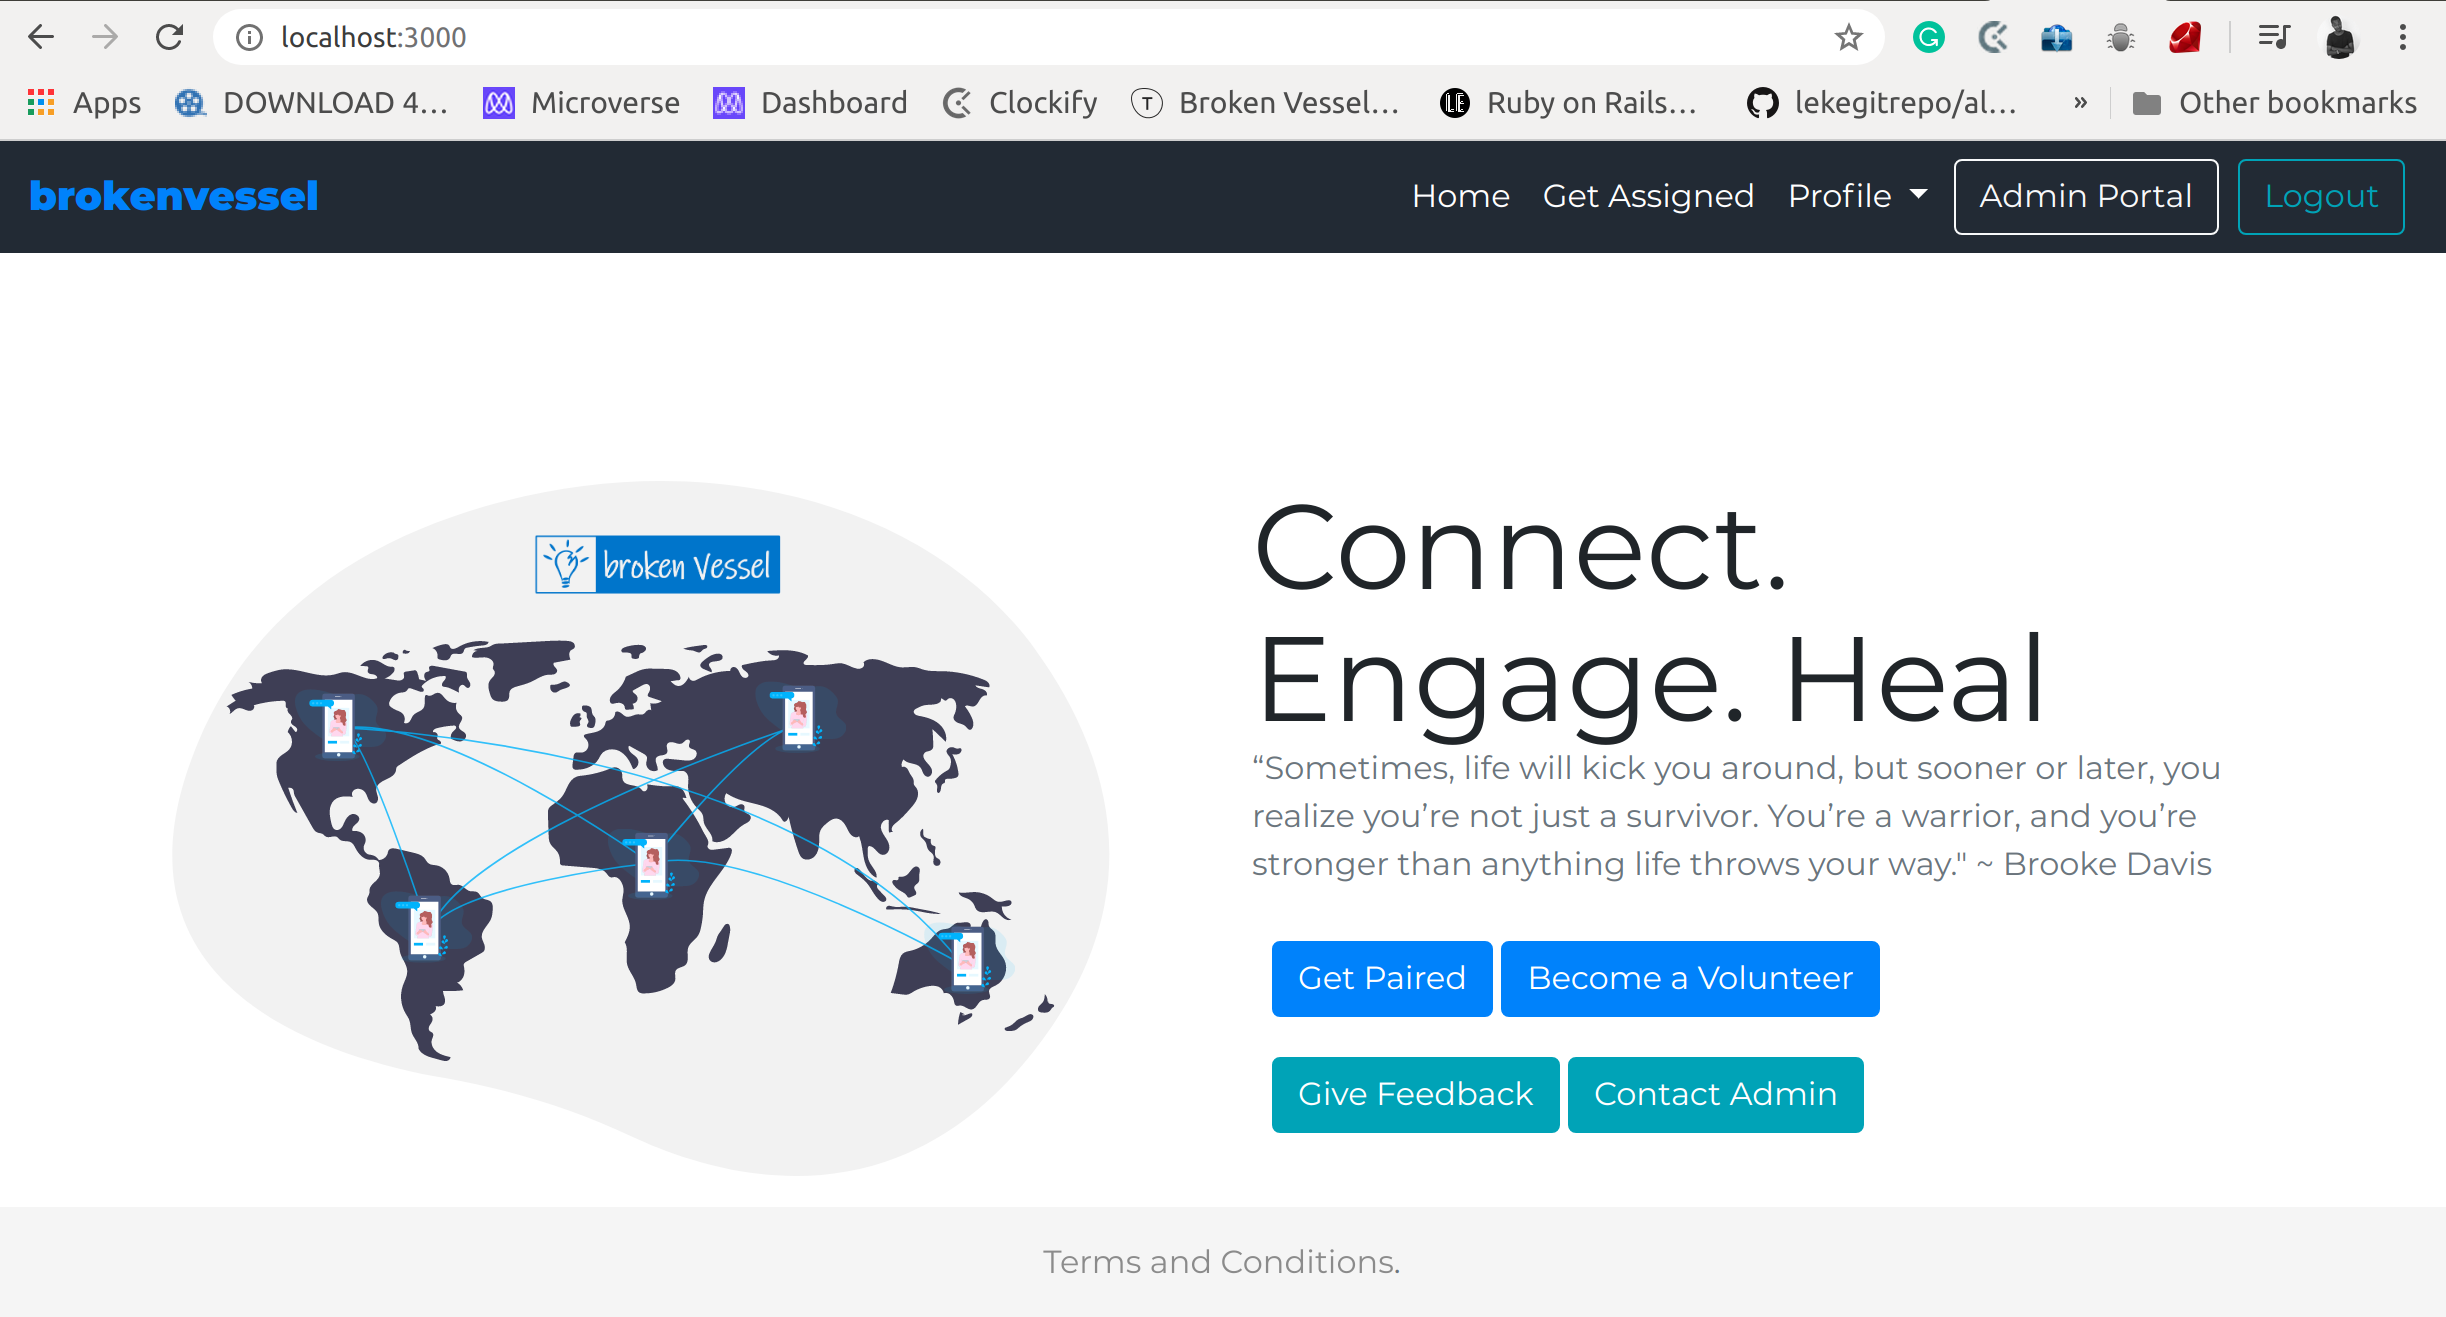 localhost:3000
Apps DOWNLOAD 4... Microverse Dashboard Clockify Broken Vessel... Ruby on Rails... lekegitrepo/al... » Other bookmarks
brokenvessel Home Get Assigned Profile Admin Portal Logout
broken Vessel
Connect.
Engage. Heal
“Sometimes, life will kick you around, but sooner or later, you
realize you’re not just a survivor. You’re a warrior, and you’re
stronger than anything life throws your way." ~ Brooke Davis
Get Paired Become a Volunteer
Give Feedback Contact Admin
Terms and Conditions.